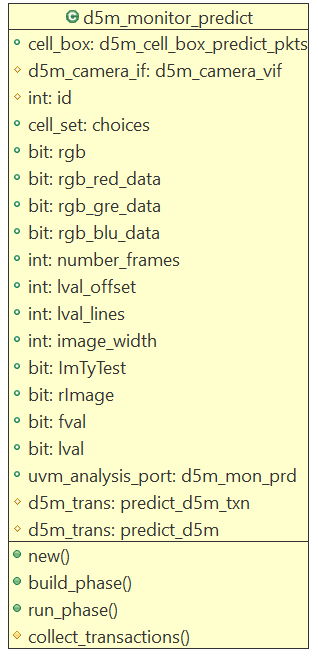 C d5m_monitor_predict
cell_box: d5m_cell_box_predict_pkts
d5m_camera_if: d5m_camera_vif
int: id
cell_set: choices
bit: rgb
bit: rgb_red_data
bit: rgb_gre_data
bit: rgb_blu_data
int: number_frames
int: lval_offset
int: lval_lines
int: image_width
bit: ImTyTest
bit: rImage
bit: fval
bit: lval
uvm_analysis_port: d5m_mon_prd
d5m_trans: predict_d5m_txn
d5m_trans: predict_d5m
new()
build_phase()
run_phase()
collect_transactions()